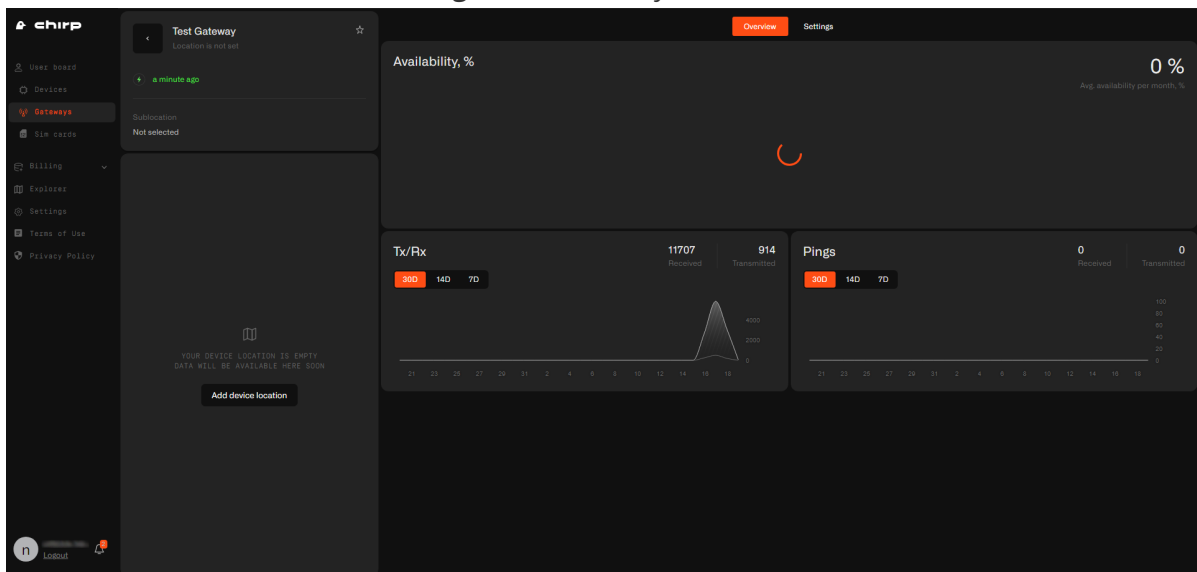 chirp
User board
Devices
Gateways
Sim cards
Billing
Explorer
Settings
Terms of Use
Privacy Policy
n
Logout
2
Test Gateway
Location is not set
a minute ago
Sublocation
Not selected
YOUR DEVICE LOCATION IS EMPTY
DATA WILL BE AVAILABLE HERE SOON
Add device location
Overview Settings
Availability, %
0 %
Avg. availability per month, %
Tx/Rx
11707 914
Received Transmitted
30D 14D 7D
4000
2000
0
21 23 25 27 29 31 2 4 6 8 10 12 14 16 18
Pings
0 0
Received Transmitted
30D 14D 7D
100
80
60
40
20
0
21 23 25 27 29 31 2 4 6 8 10 12 14 16 18